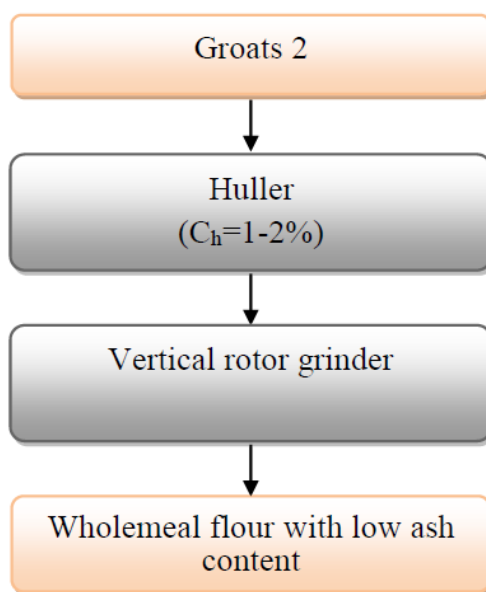 Groats 2
Huller
(Cₕ=1-2%)
Vertical rotor grinder
Wholemeal flour with low ash
content